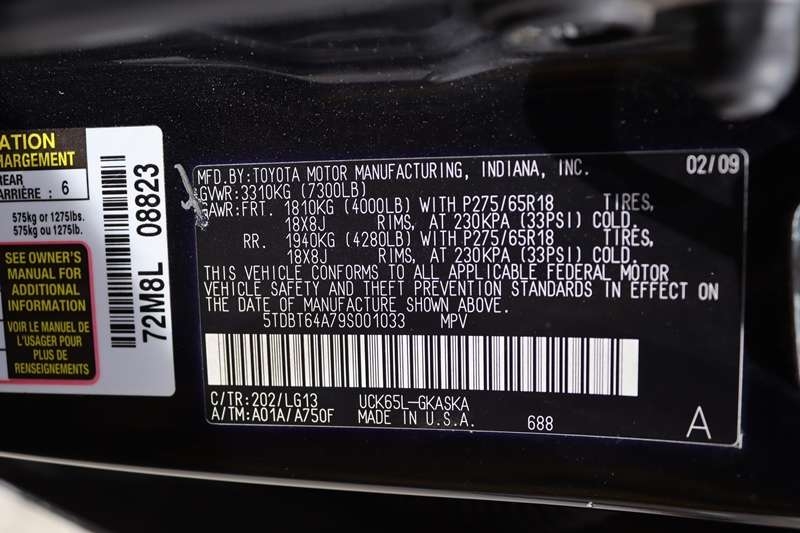 ATION
HARGEMENT
REAR
ARRIÈRE : 6
575kg or 1275lbs.
575kg ou 1275lb.
SEE OWNER'S
MANUAL FOR
ADDITIONAL
INFORMATION
VOIR LE MANUEL DE
PLUS DE
RENSEIGNEMENTS
72M8L 08823
MFD.BY:TOYOTA MOTOR MANUFACTURING, INDIANA, INC. 02/09
GVWR:3310KG (7300LB)
GAWR:FRT. 1810KG (4000LB) WITH P275/65R18 TIRES,
18X8J RIMS, AT 230KPA (33PSI) COLD.
RR. 1940KG (4280LB) WITH P275/65R18 TIRES,
18X8J RIMS, AT 230KPA (33PSI) COLD.
THIS VEHICLE CONFORMS TO ALL APPLICABLE FEDERAL MOTOR
VEHICLE SAFETY AND THEFT PREVENTION STANDARDS IN EFFECT ON
THE DATE OF MANUFACTURE SHOWN ABOVE.
5TDBT64A79S001033 MPV
C/TR:202/LG13 UCK65L-GKASKA
A/TM:A01A/A750F MADE IN U.S.A. 688 A